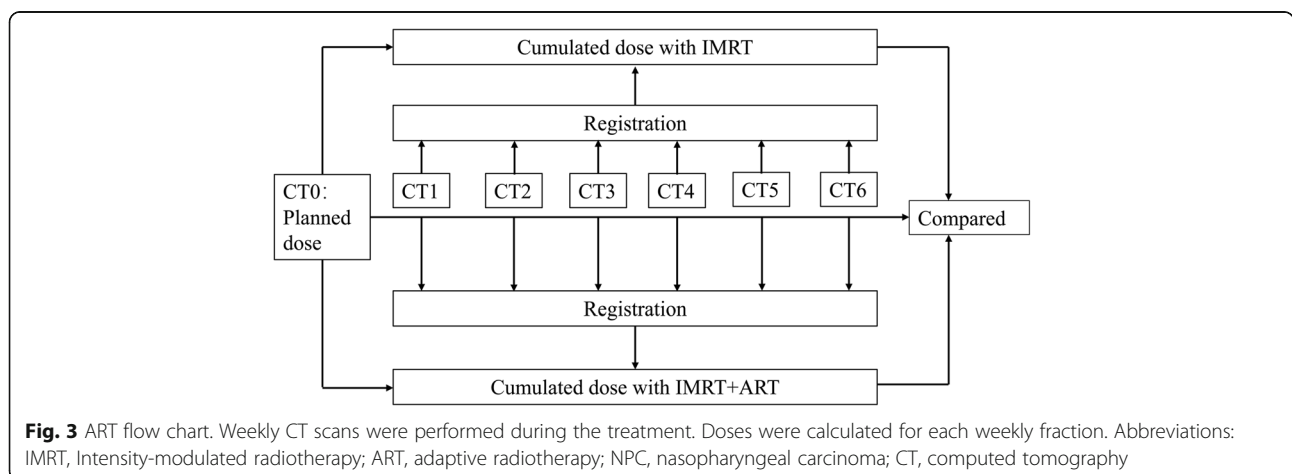 Cumulated dose with IMRT
Registration
CT1 CT2 CT3 CT4 CT5 CT6
CT0:
Planned
dose
Compared
Registration
Cumulated dose with IMRT+ART
Fig. 3 ART flow chart. Weekly CT scans were performed during the treatment. Doses were calculated for each weekly fraction. Abbreviations:
IMRT, Intensity-modulated radiotherapy; ART, adaptive radiotherapy; NPC, nasopharyngeal carcinoma; CT, computed tomography